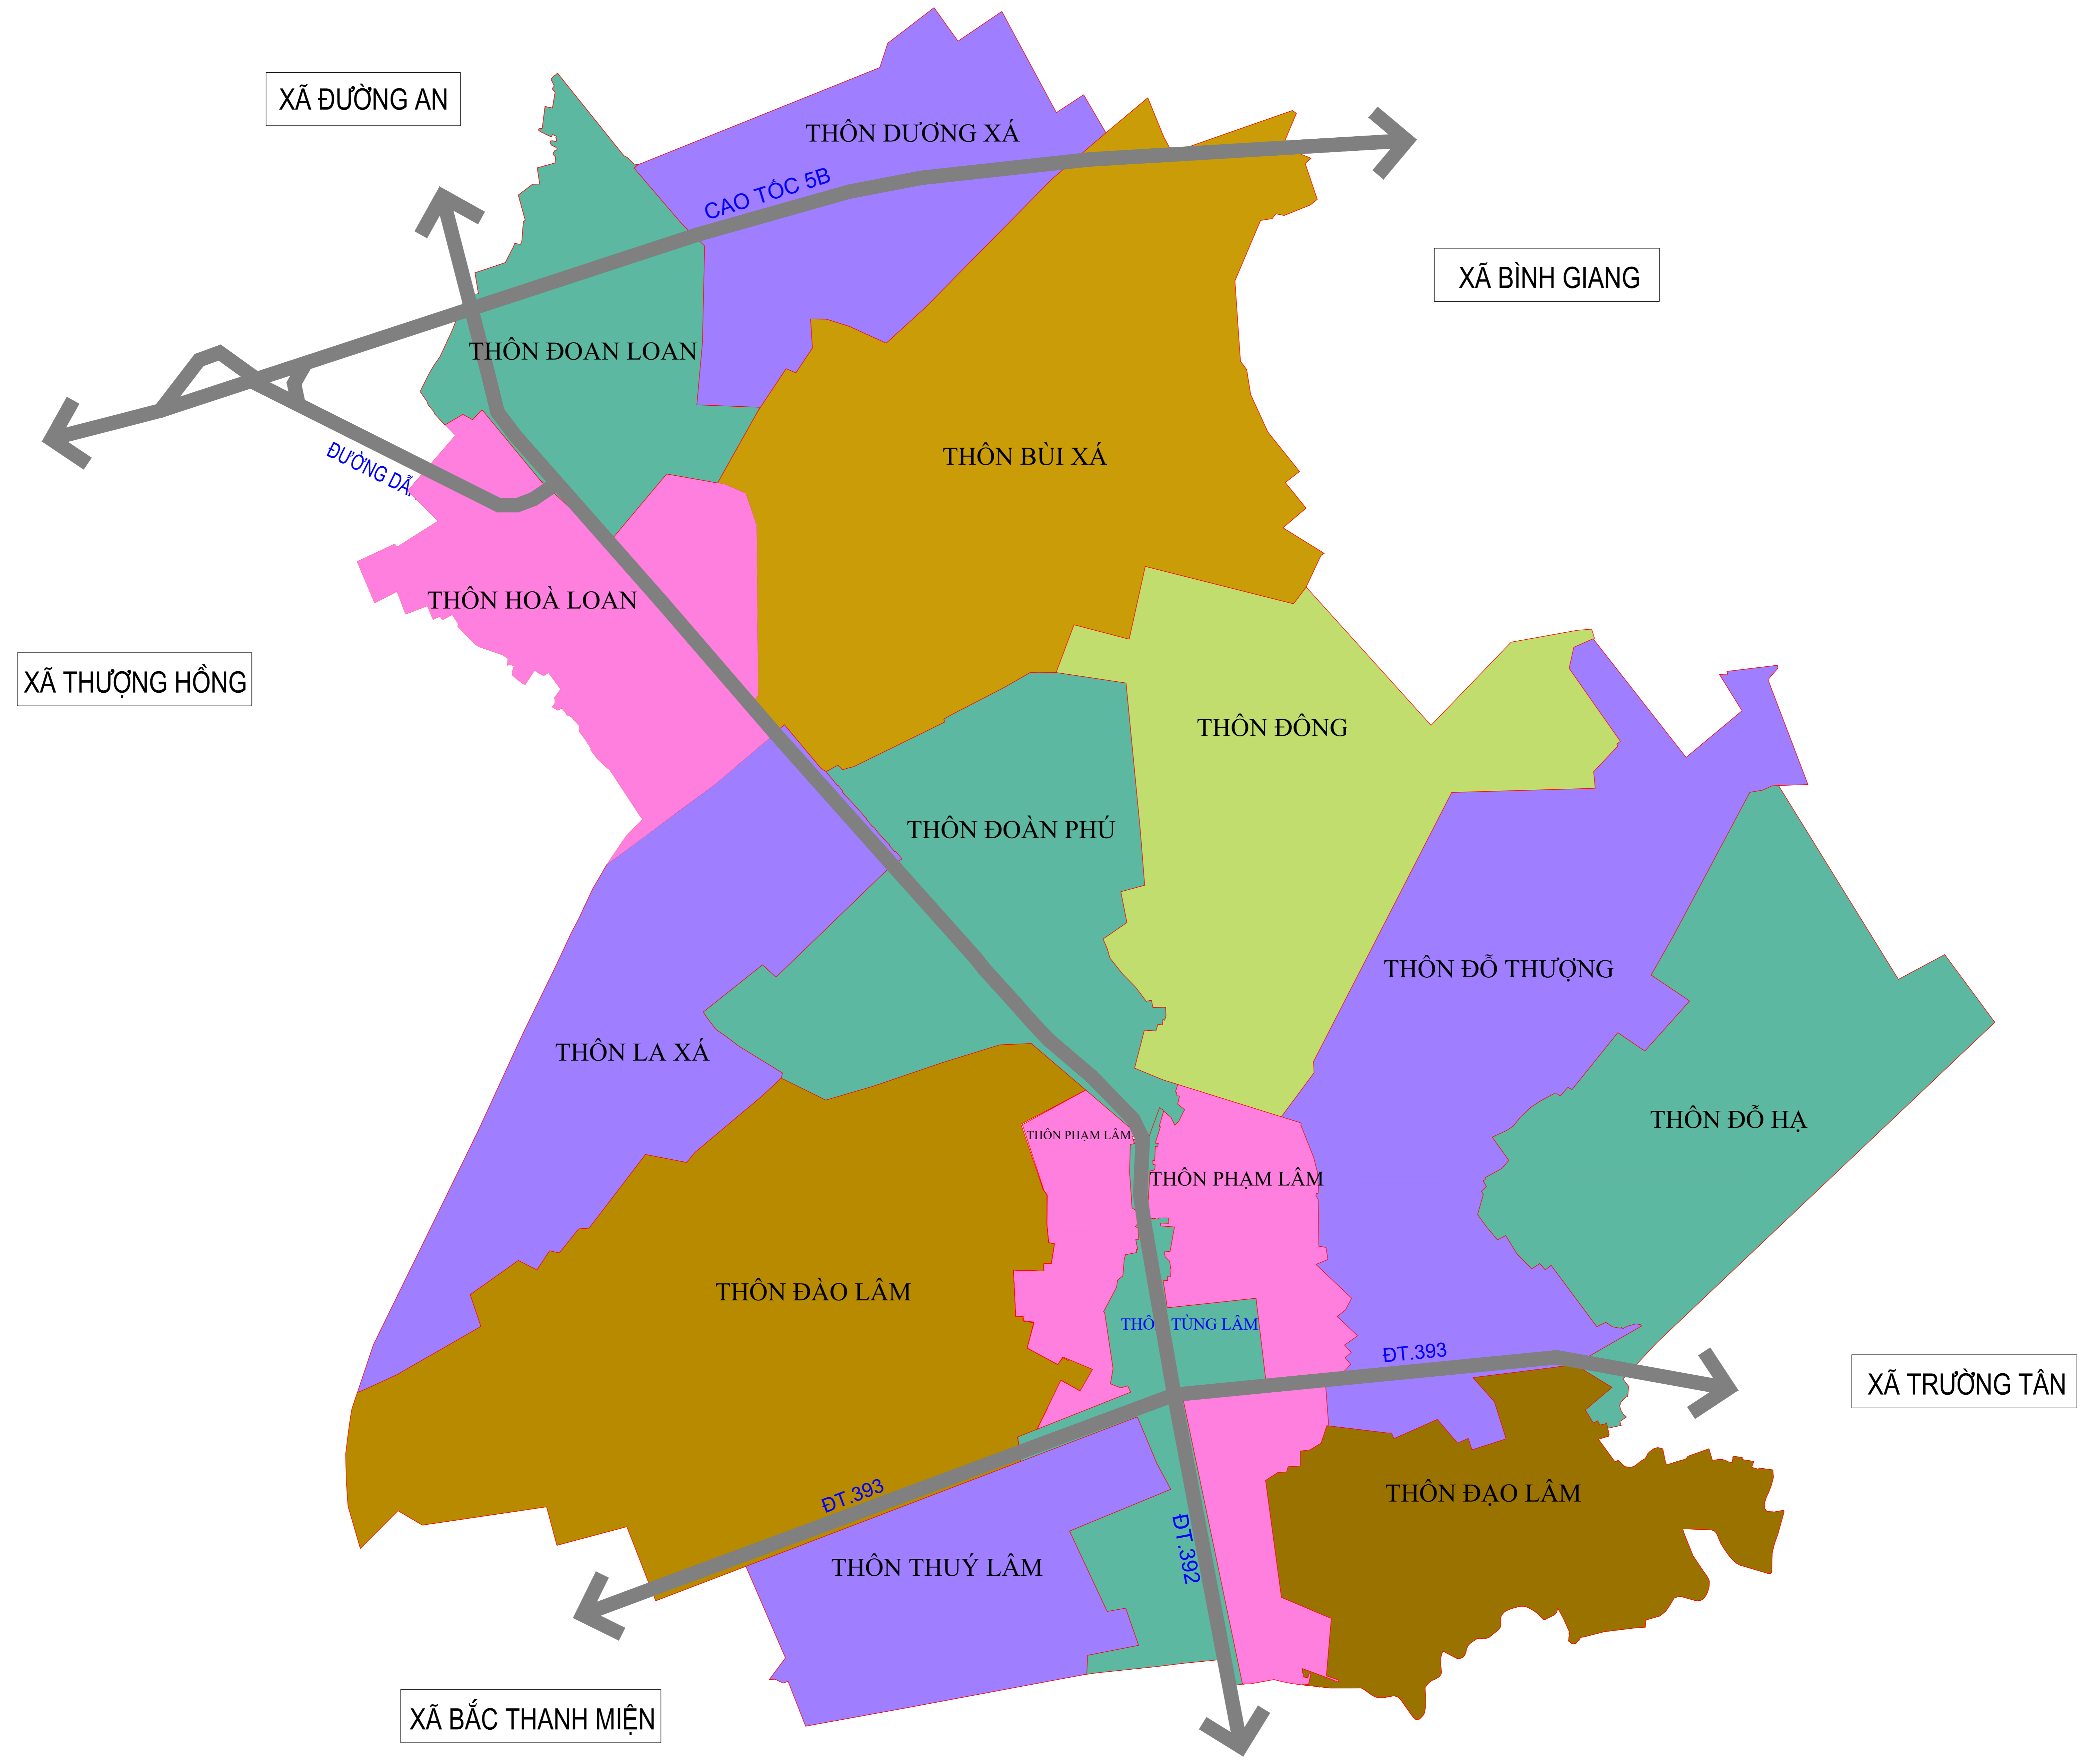 XÃ ĐƯỜNG AN
THÔN DƯƠNG XÁ
CAO TỐC 5B
XÃ BÌNH GIANG
THÔN ĐOAN LOAN
THÔN BÙI XÁ
ĐƯỜNG DẪ
THÔN HOÀ LOAN
XÃ THƯỢNG HỒNG
THÔN ĐÔNG
THÔN ĐOÀN PHÚ
THÔN ĐỖ THƯỢNG
THÔN LA XÁ
THÔN ĐỖ HẠ
THÔN PHẠM LÂM
THÔN PHẠM LÂM
THÔN ĐÀO LÂM
THÔ TÙNG LÂM
ĐT.393
XÃ TRƯỜNG TÂN
ĐT.393
THÔN ĐẠO LÂM
ĐT.392
THÔN THUÝ LÂM
XÃ BẮC THANH MIỆN